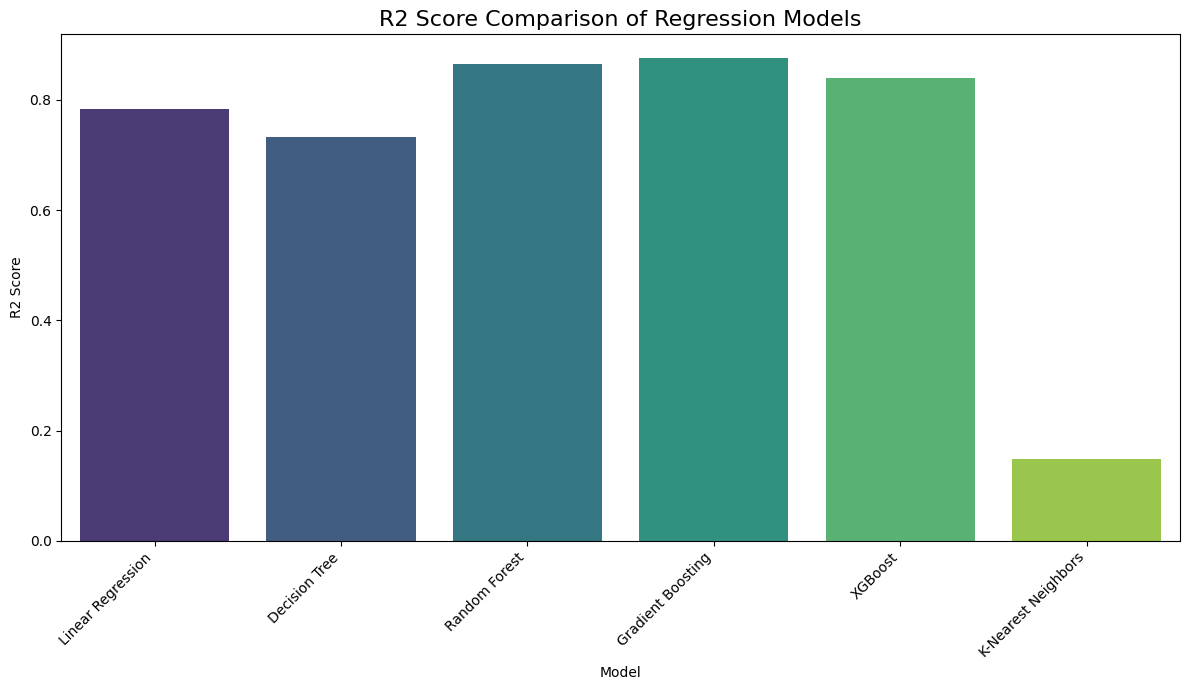 R2 Score Comparison of Regression Models
R2 Score
0.8
0.6
0.4
0.2
0.0
Linear Regression
Decision Tree
Random Forest
Gradient Boosting
XGBoost
K-Nearest Neighbors
Model